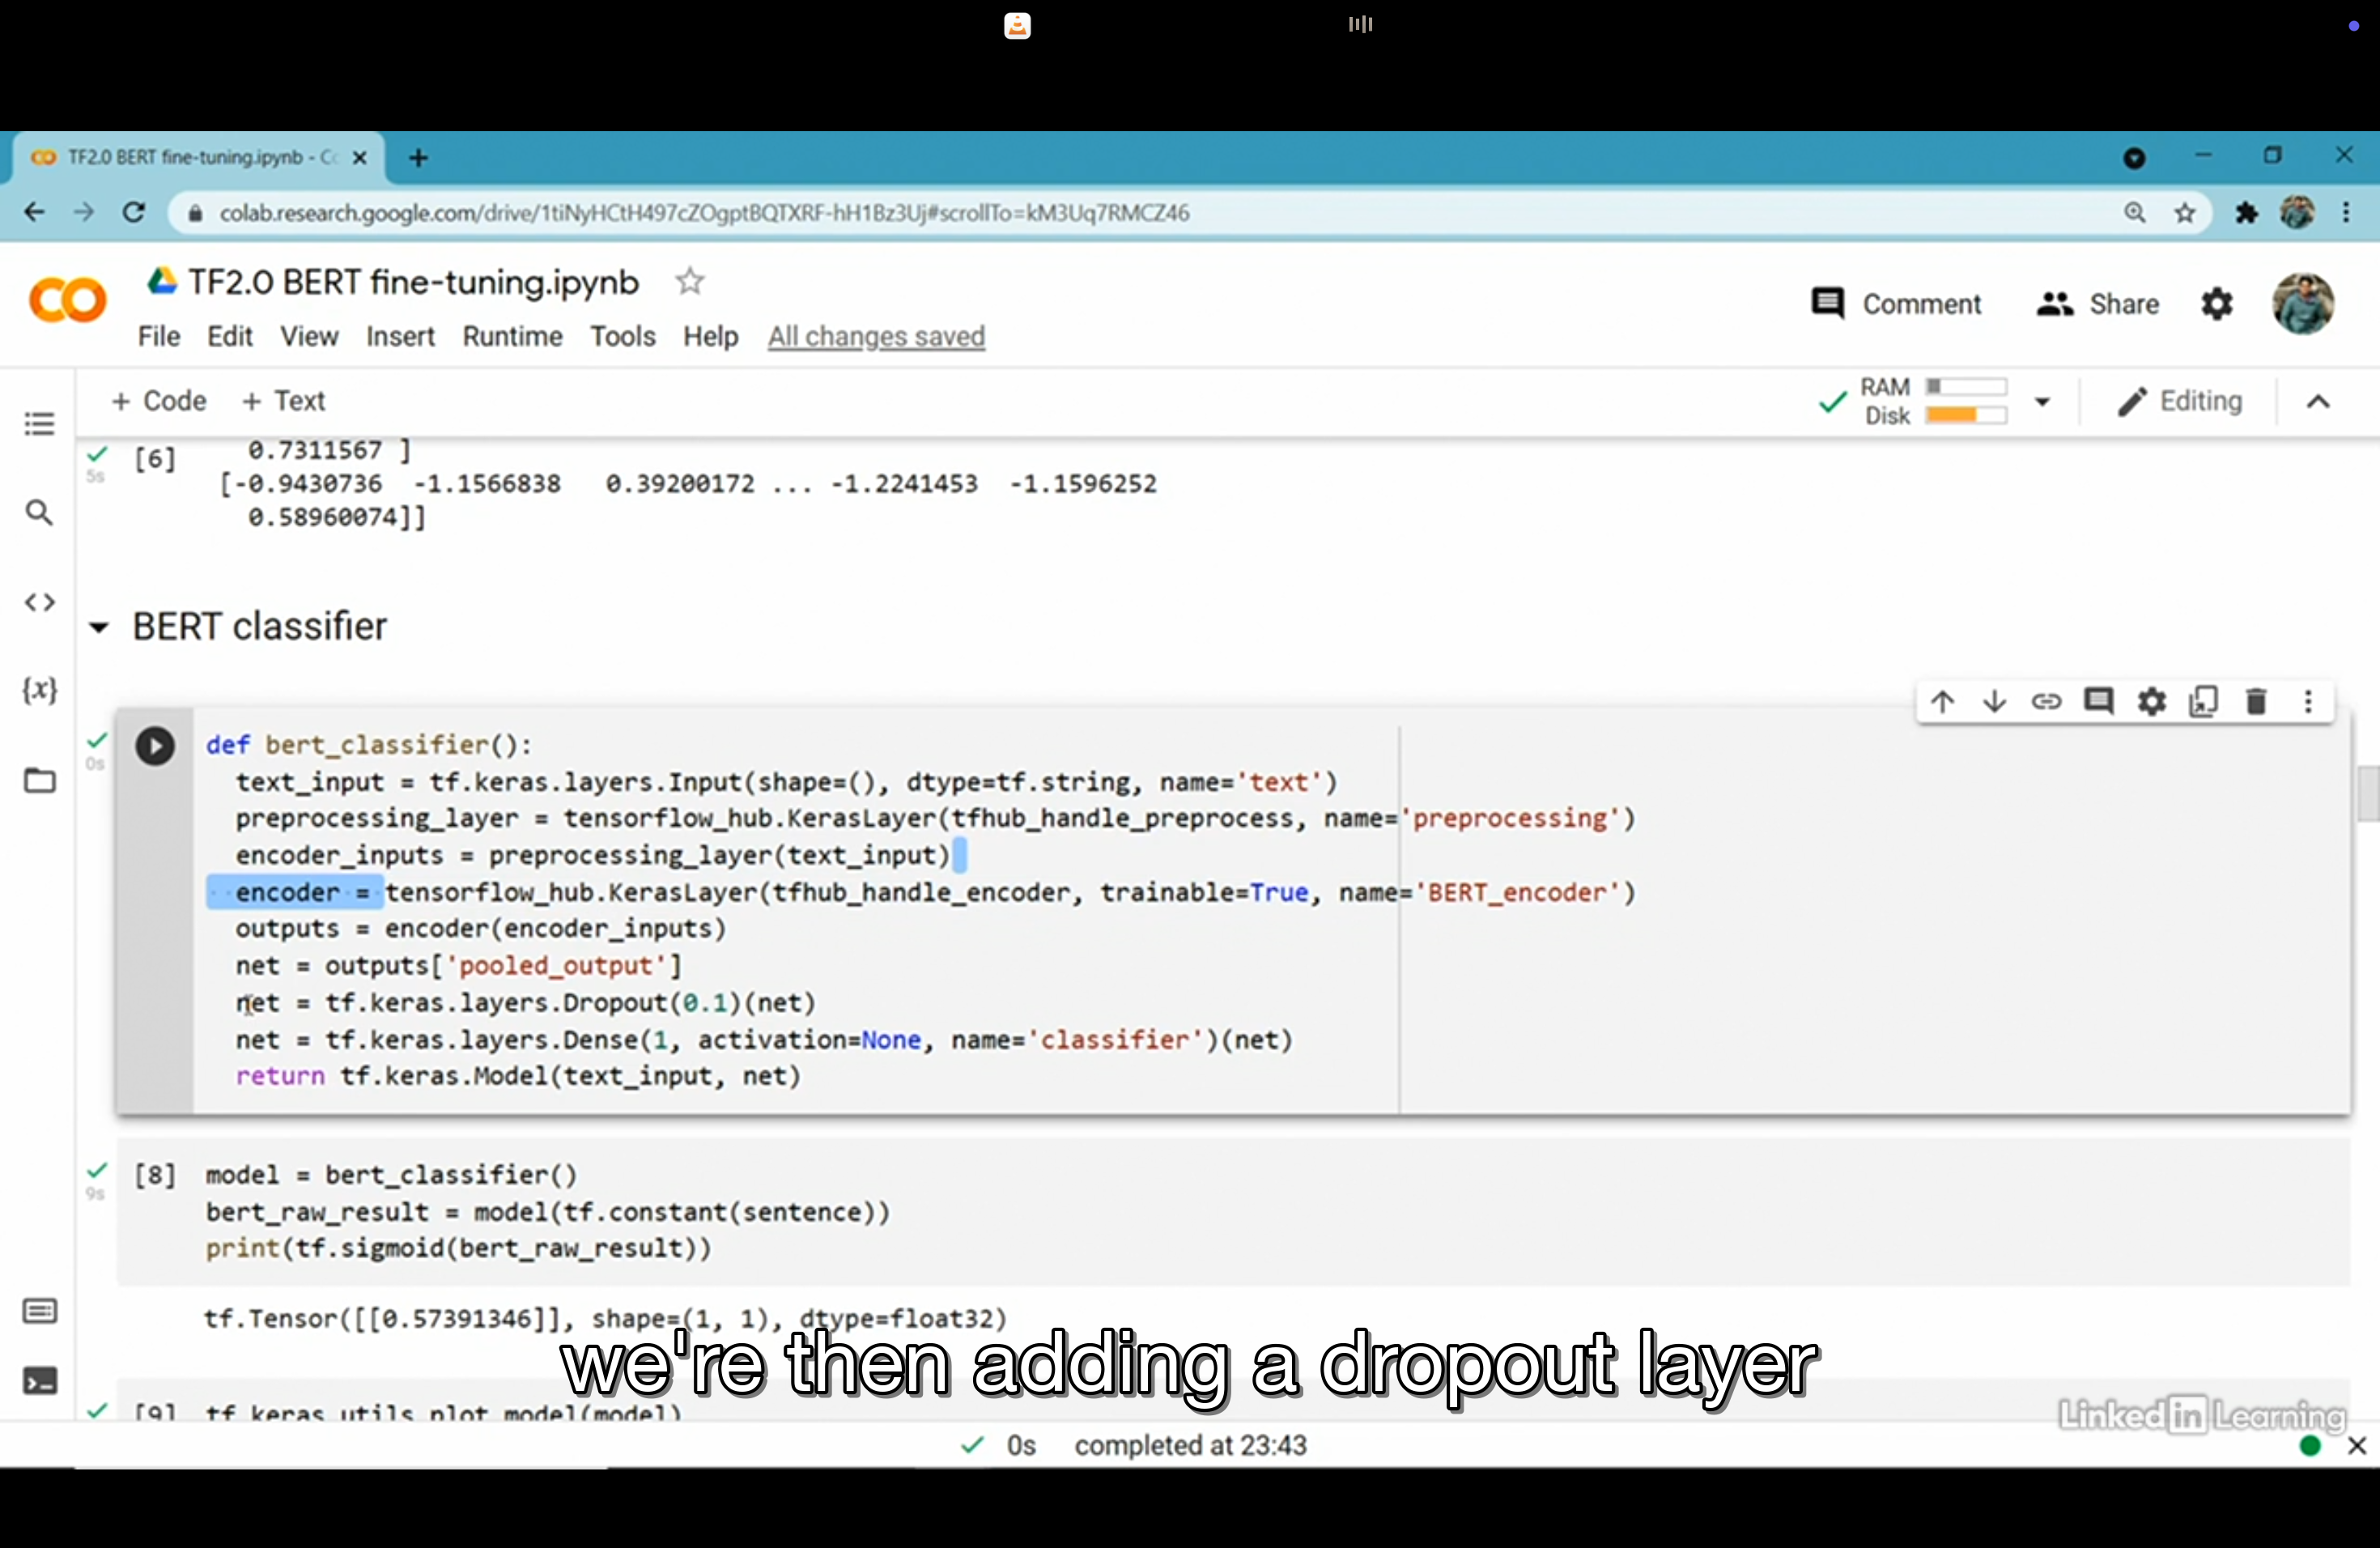 TF2.0 BERT fine-tuning.ipynb - Co
colab.research.google.com/drive/1tiNyHCtH497cZOgptBQTXRF-hH1Bz3Uj#scrollTo=kM3Uq7RMCZ46
TF2.0 BERT fine-tuning.ipynb
Comment
Share
File Edit View Insert Runtime Tools Help All changes saved
+ Code + Text
RAM
Disk
Editing
5s
[6]
0.7311567 ]
[-0.9430736 -1.1566838 0.39200172 ... -1.2241453 -1.1596252
0.58960074]]
{x}
BERT classifier
0s
def bert_classifier():
text_input = tf.keras.layers.Input(shape=(), dtype=tf.string, name='text')
preprocessing_layer = tensorflow_hub.KerasLayer(tfhub_handle_preprocess, name='preprocessing')
encoder_inputs = preprocessing_layer(text_input)
encoder = tensorflow_hub.KerasLayer(tfhub_handle_encoder, trainable=True, name='BERT_encoder')
outputs = encoder(encoder_inputs)
net = outputs['pooled_output']
net = tf.keras.layers.Dropout(0.1)(net)
net = tf.keras.layers.Dense(1, activation=None, name='classifier')(net)
return tf.keras.Model(text_input, net)
9s
[8]
model = bert_classifier()
bert_raw_result = model(tf.constant(sentence))
print(tf.sigmoid(bert_raw_result))
tf.Tensor([[0.57391346]], shape=(1, 1), dtype=float32)
we're then adding a dropout layer
[9] tf.keras.utils.plot_model(model)
LinkedIn Learning
0s completed at 23:43